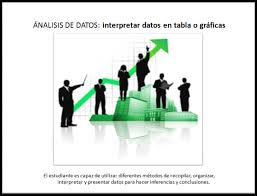 ÁNALISIS DE DATOS: interpretar datos en tabla o gráficas
El estudiante es capaz de utilizar diferentes métodos de recopilar, organizar,
interpretar y presentar datos para hacer inferencias y conclusiones.